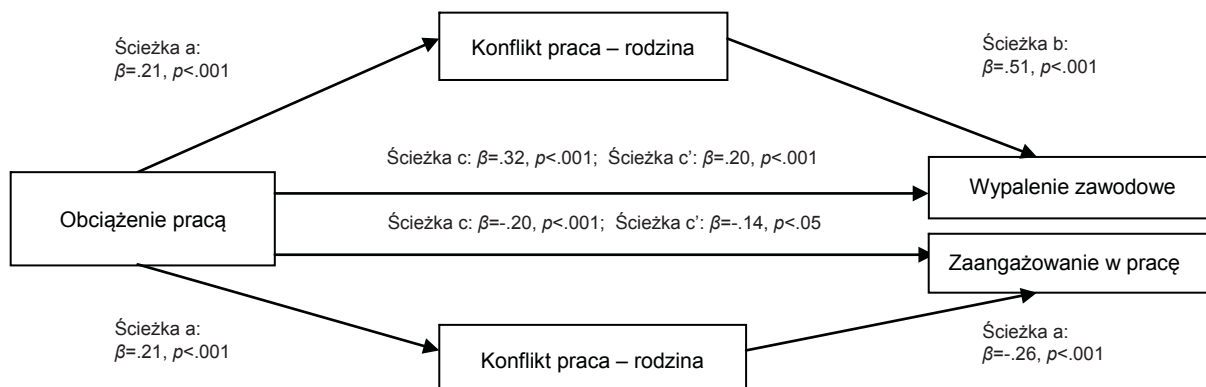 Ścieżka a:
β=.21, p<.001
Konflikt praca – rodzina
Ścieżka b:
β=.51, p<.001
Ścieżka c: β=.32, p<.001; Ścieżka c’: β=.20, p<.001
Wypalenie zawodowe
Obciążenie pracą
Ścieżka c: β=-.20, p<.001; Ścieżka c’: β=-.14, p<.05
Zaangażowanie w pracę
Ścieżka a:
β=.21, p<.001
Konflikt praca – rodzina
Ścieżka a:
β=-.26, p<.001